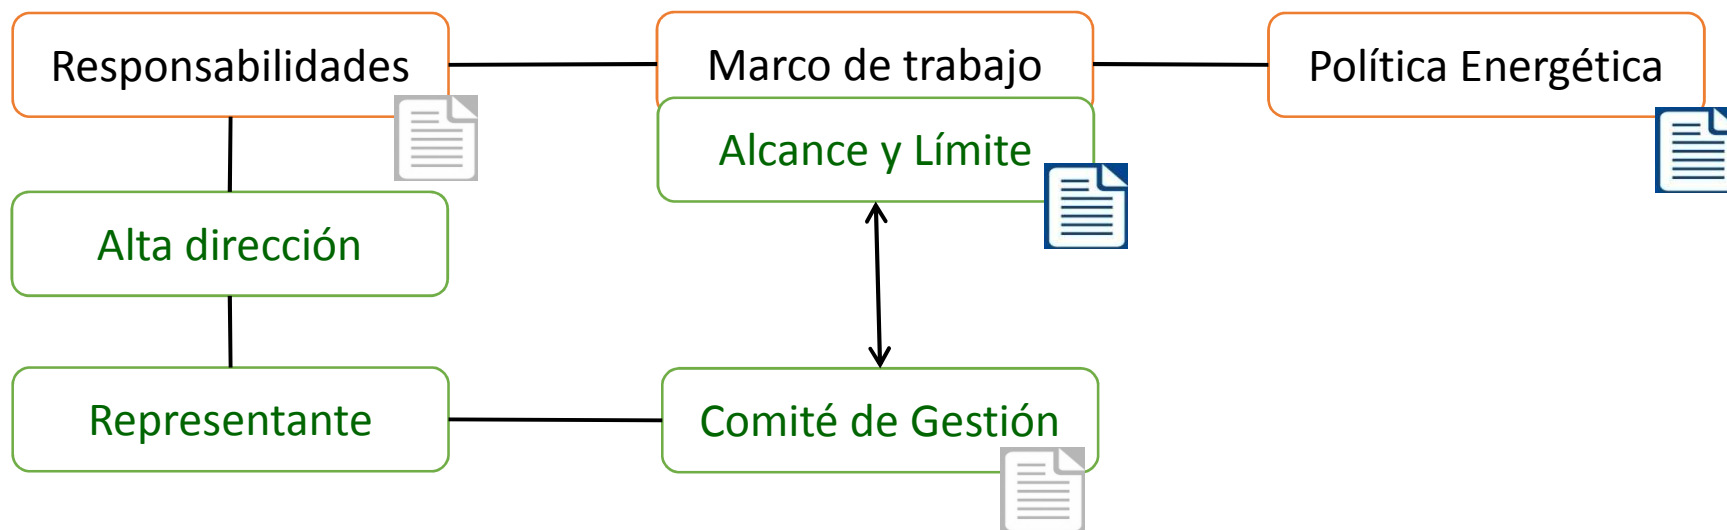 Responsabilidades
Marco de trabajo
Política Energética
Alcance y Límite
Alta dirección
Representante
Comité de Gestión